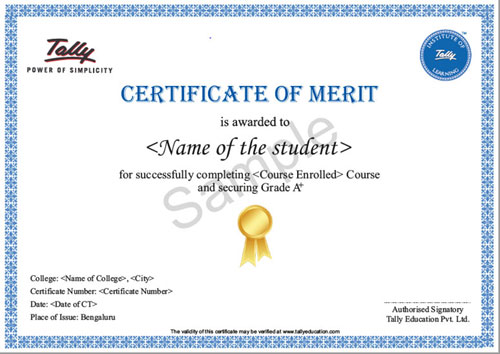 Tally
POWER OF SIMPLICITY
INSTITUTE OF
Tally
LEARNING
CERTIFICATE OF MERIT
is awarded to
<Name of the student>
for successfully completing <Course Enrolled> Course
and securing Grade A+
Sample
College: <Name of College>, <City>
Certificate Number: <Certificate Number>
Date: <Date of CT>
Place of Issue: Bengaluru
Authorised Signatory
Tally Education Pvt. Ltd.
The validity of this certificate may be verified at www.tallyeducation.com